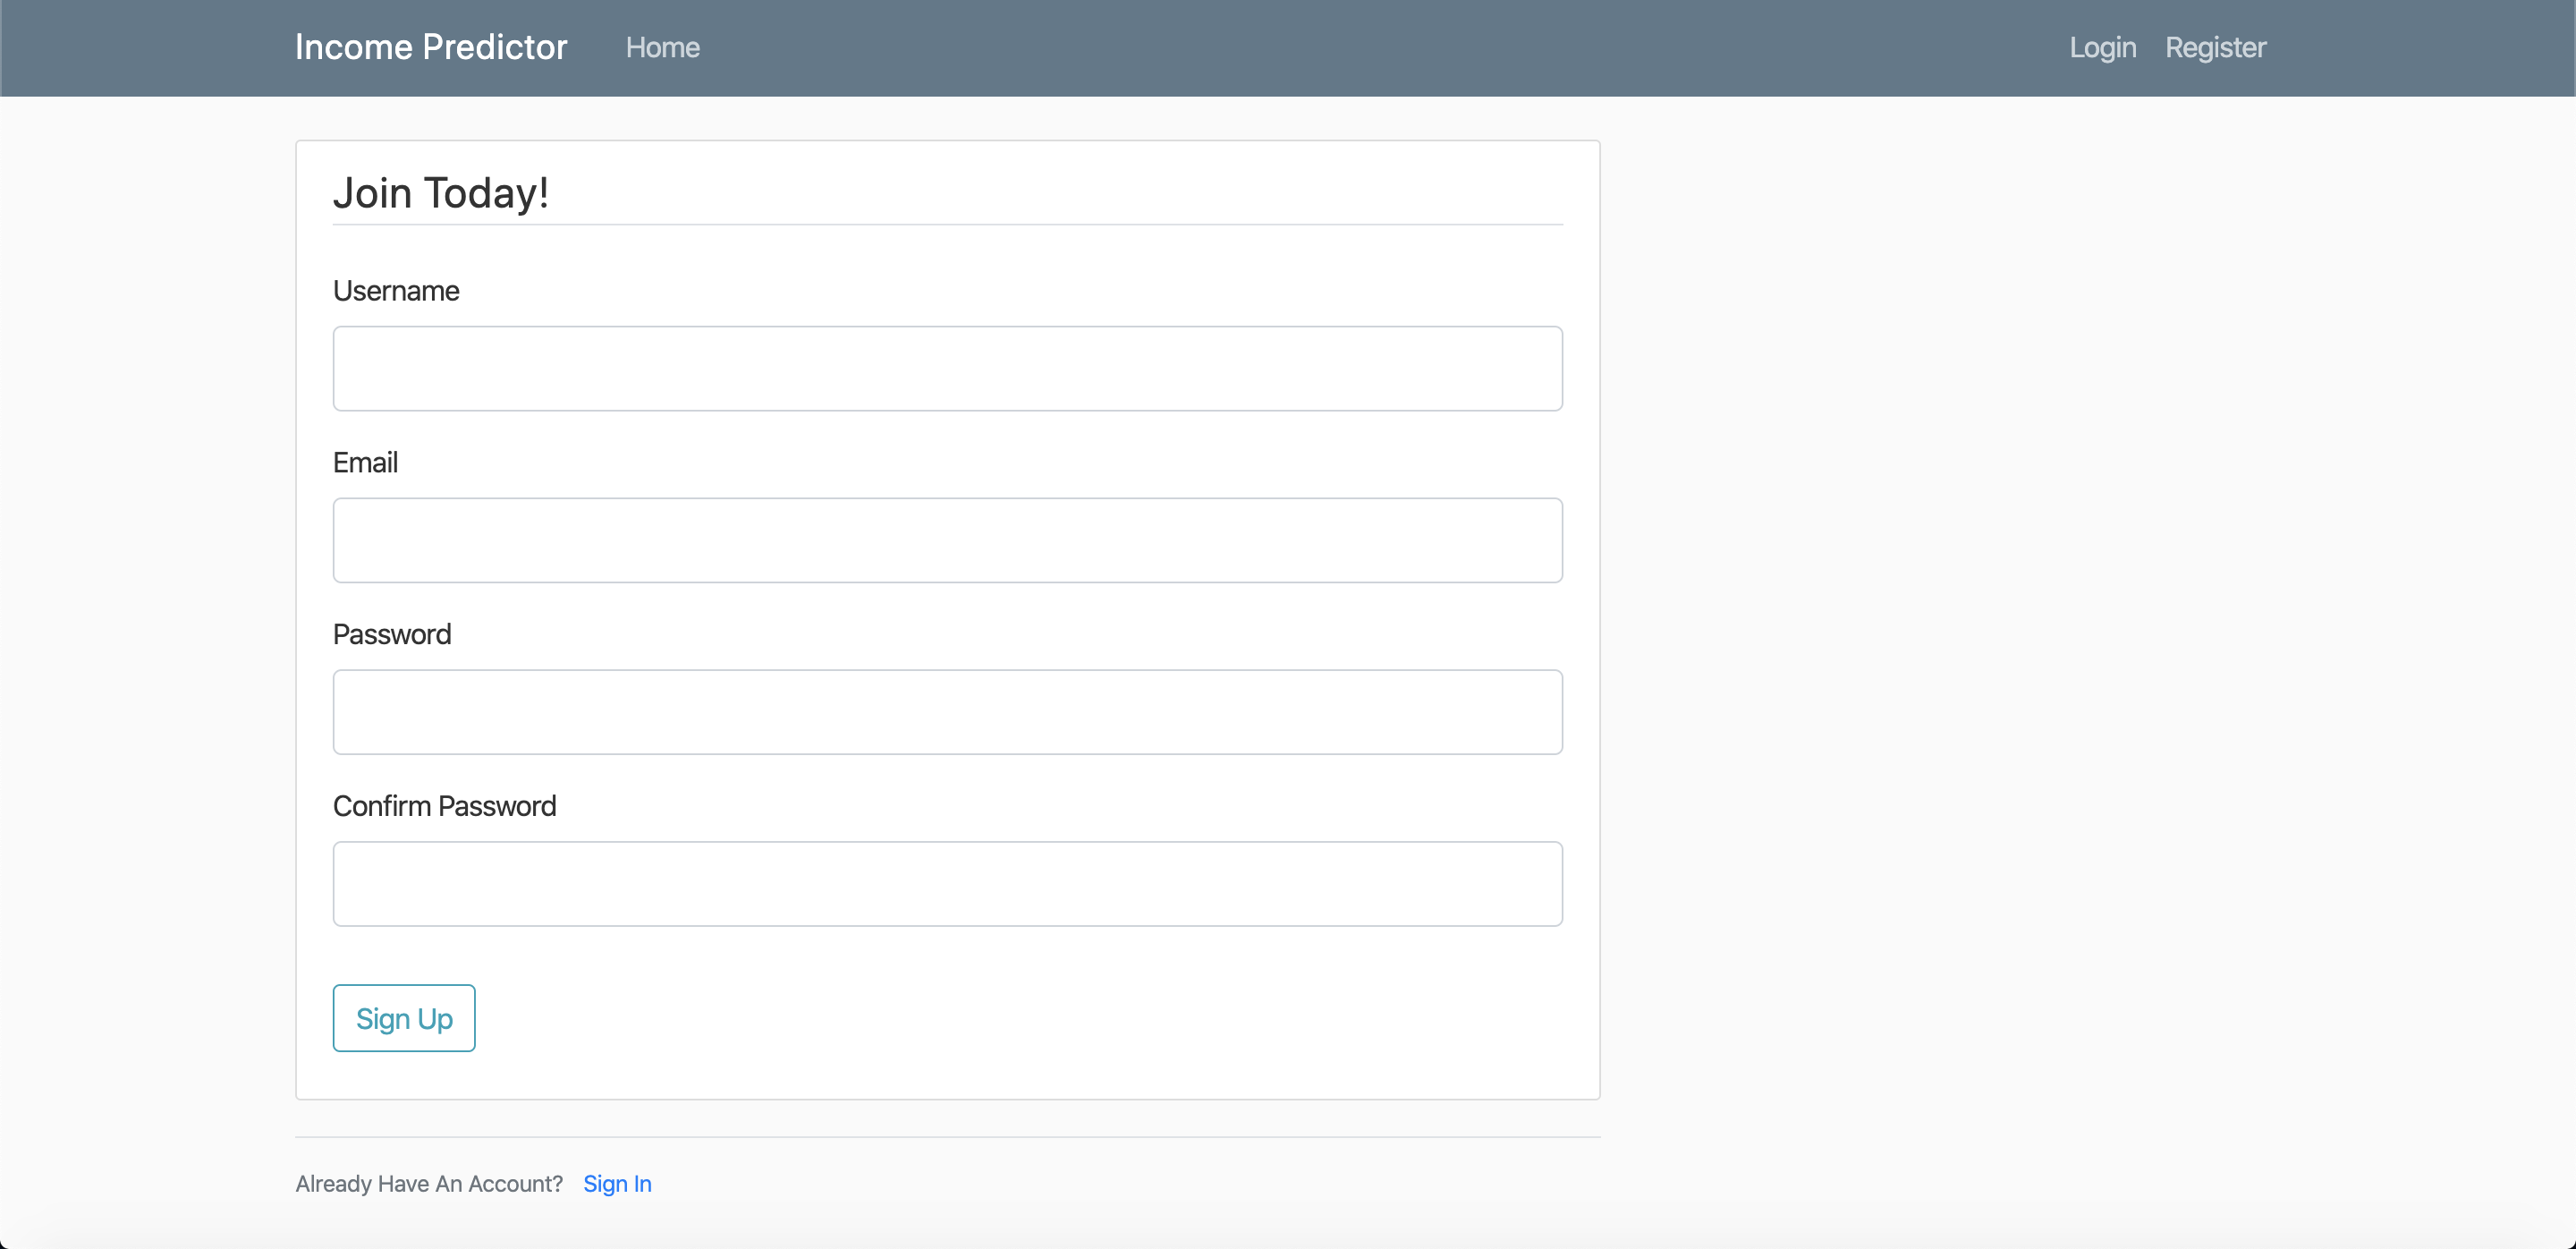 Income Predictor Home Login Register
Join Today!
Username
Email
Password
Confirm Password
Sign Up
Already Have An Account? Sign In